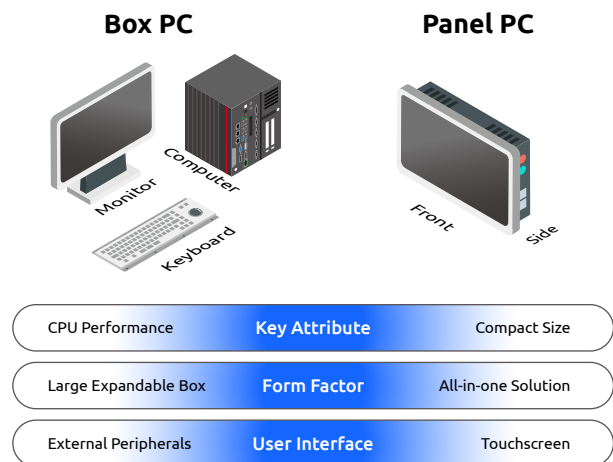 Box PC
Panel PC
Computer
Monitor
Keyboard
Front
Side
CPU Performance Key Attribute Compact Size
Large Expandable Box Form Factor All-in-one Solution
External Peripherals User Interface Touchscreen